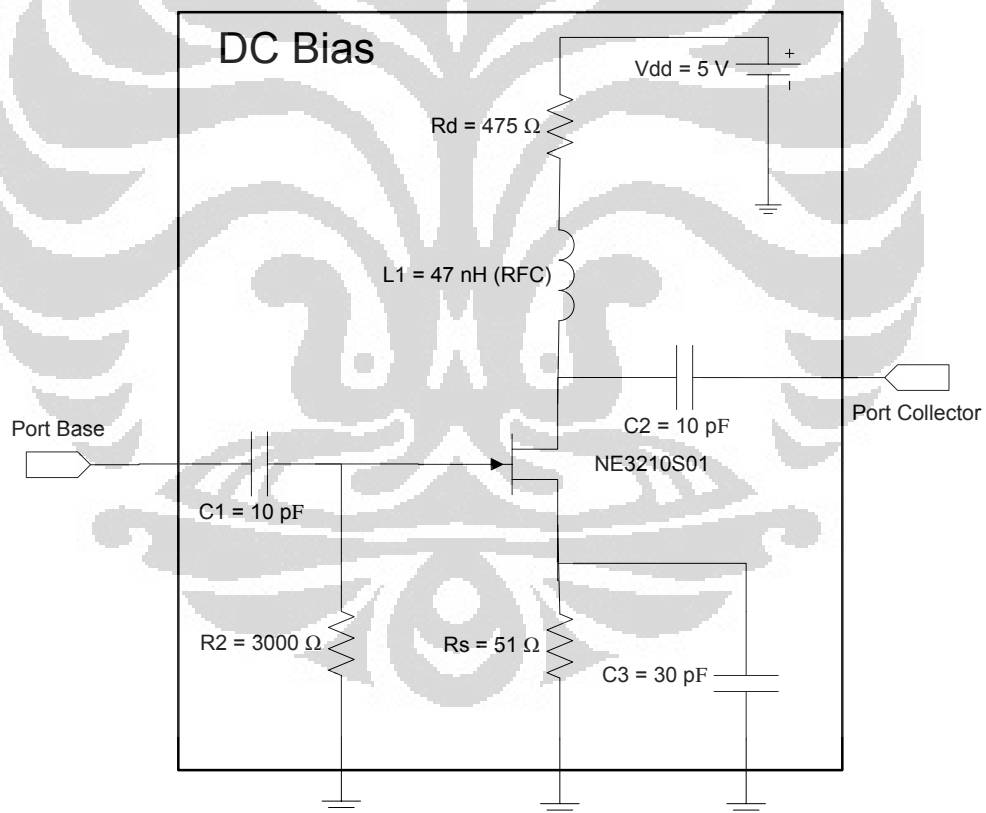 DC Bias
Vdd = 5 V
+
-
Rd = 475 Ω
L1 = 47 nH (RFC)
Port Collector
C2 = 10 pF
Port Base
NE3210S01
C1 = 10 pF
R2 = 3000 Ω
Rs = 51 Ω
C3 = 30 pF